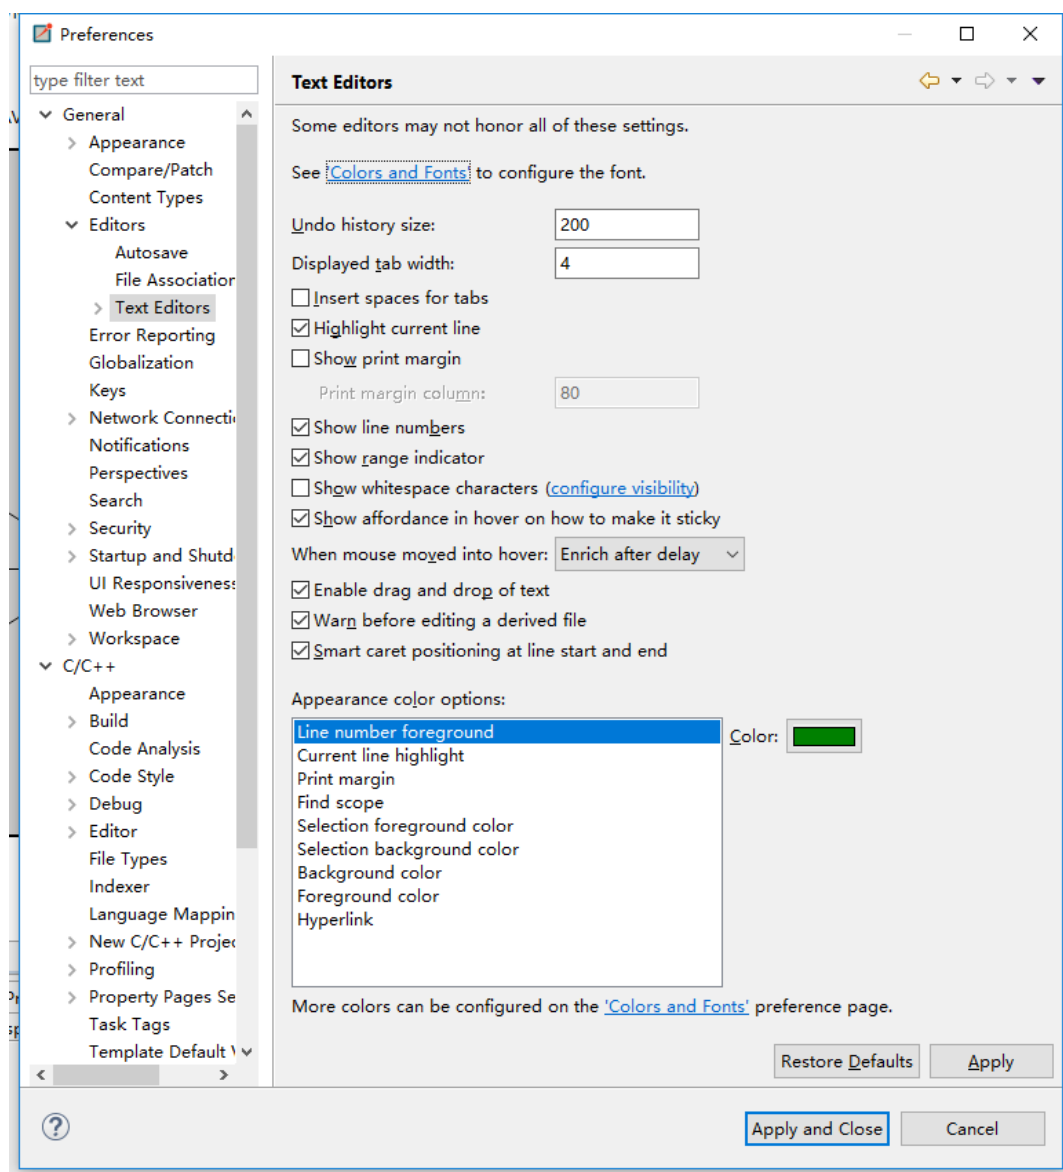 Preferences
type filter text
General
Appearance
Compare/Patch
Content Types
Editors
Autosave
File Association
Text Editors
Error Reporting
Globalization
Keys
Network Connecti
Notifications
Perspectives
Search
Security
Startup and Shutd
UI Responsiveness
Web Browser
Workspace
C/C++
Appearance
Build
Code Analysis
Code Style
Debug
Editor
File Types
Indexer
Language Mappin
New C/C++ Projec
Profiling
Property Pages Se
Task Tags
Template Default
Text Editors
Some editors may not honor all of these settings.
See 'Colors and Fonts' to configure the font.
Undo history size: 200
Displayed tab width: 4
Insert spaces for tabs
Highlight current line
Show print margin
Print margin column: 80
Show line numbers
Show range indicator
Show whitespace characters (configure visibility)
Show affordance in hover on how to make it sticky
When mouse moved into hover: Enrich after delay
Enable drag and drop of text
Warn before editing a derived file
Smart caret positioning at line start and end
Appearance color options:
Line number foreground
Current line highlight
Print margin
Find scope
Selection foreground color
Selection background color
Background color
Foreground color
Hyperlink
Color:
More colors can be configured on the 'Colors and Fonts' preference page.
Restore Defaults Apply
Apply and Close Cancel